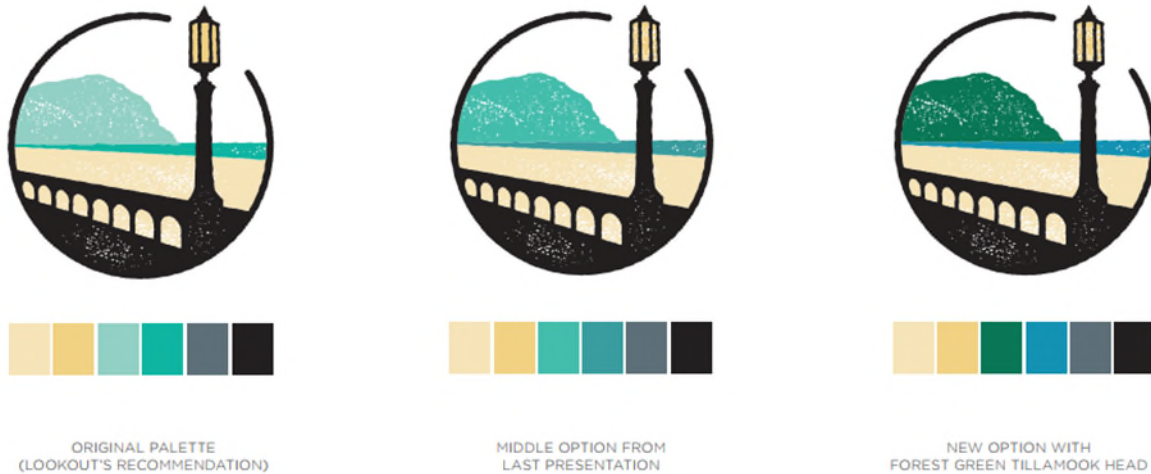 ORIGINAL PALETTE
(LOOKOUT'S RECOMMENDATION)
MIDDLE OPTION FROM
LAST PRESENTATION
NEW OPTION WITH
FOREST GREEN TILLAMOOK HEAD